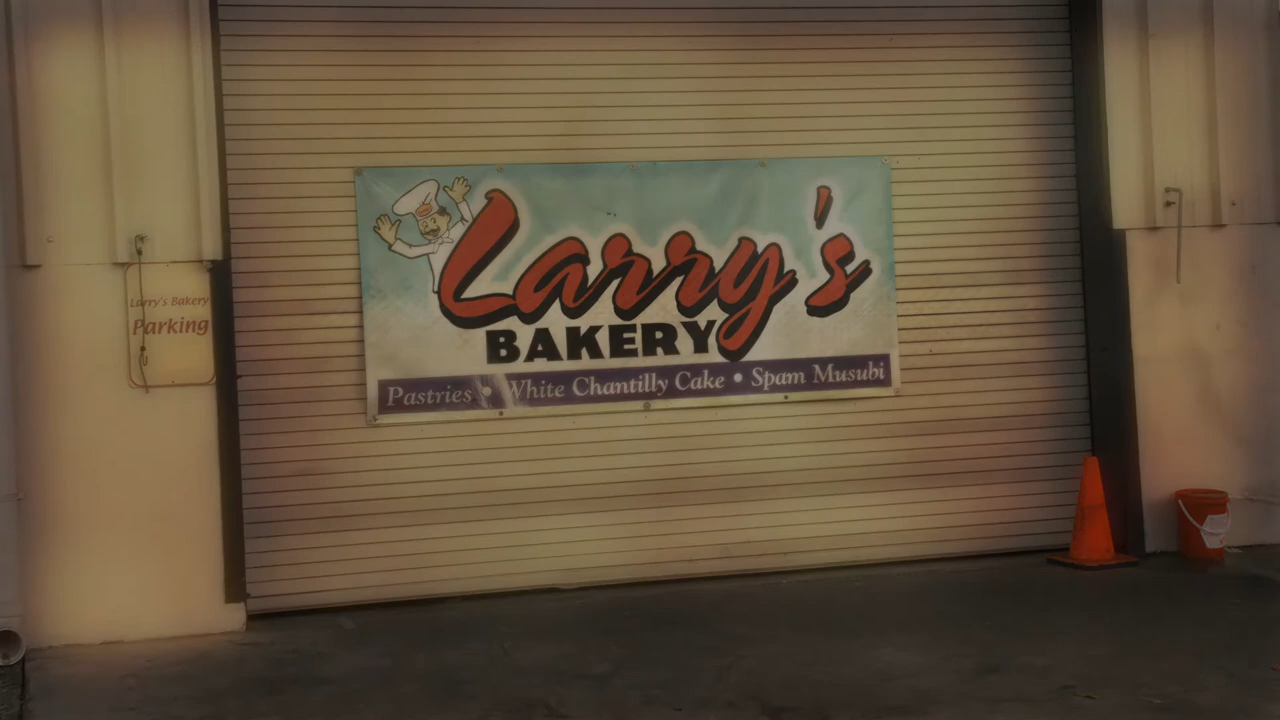 Larry's
BAKERY
Pastries • White Chantilly Cake • Spam Musubi
Larry's Bakery
Parking